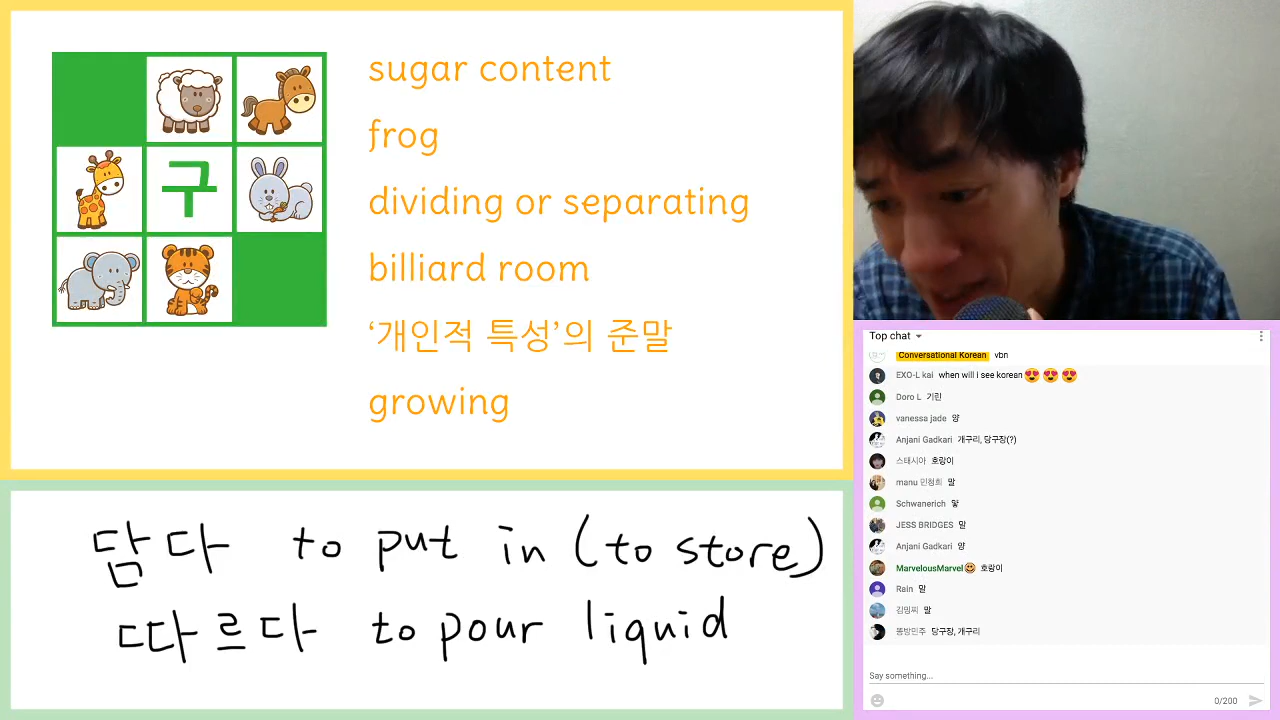 구
sugar content
frog
dividing or separating
billiard room
‘개인적 특성’의 준말
growing
담다 to put in (to store)
따르다 to pour liquid
Top chat
Conversational Korean vbn
EXO-L kai when will i see korean
Doro L 기린
vanessa jade 양
Anjani Gadkari 개구리, 당구장(?)
스태시아 호랑이
manu 민청희 말
Schwanerich
JESS BRIDGES 말
Anjani Gadkari 양
MarvelousMarvel 호랑이
Rain 말
김밍찌 말
똥방민주 당구장, 개구리
Say something...
0/200